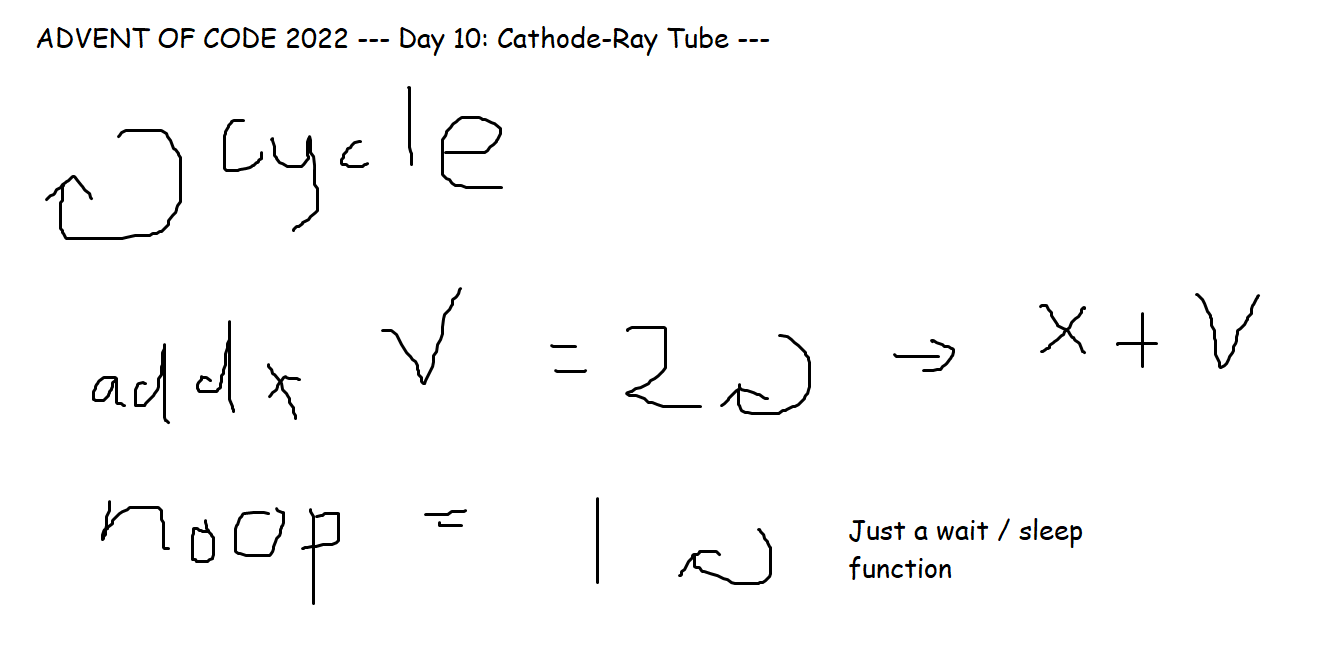 ADVENT OF CODE 2022 --- Day 10: Cathode-Ray Tube ---
cycle
addx V = 2 → x + V
noop = 1 Just a wait / sleep
function